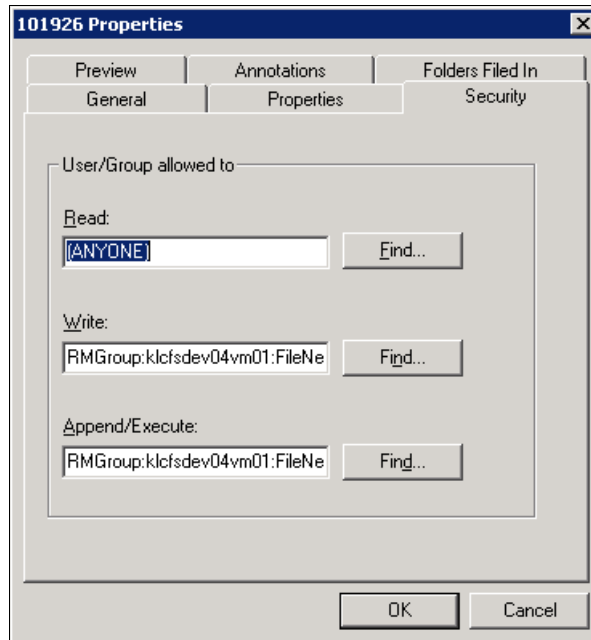 101926 Properties
Preview Annotations Folders Filed In
General Properties Security
User/Group allowed to
Read:
(ANYONE) Find...
Write:
RMGroup:klcfsdev04vm01:FileNe Find...
Append/Execute:
RMGroup:klcfsdev04vm01:FileNe Find...
OK Cancel